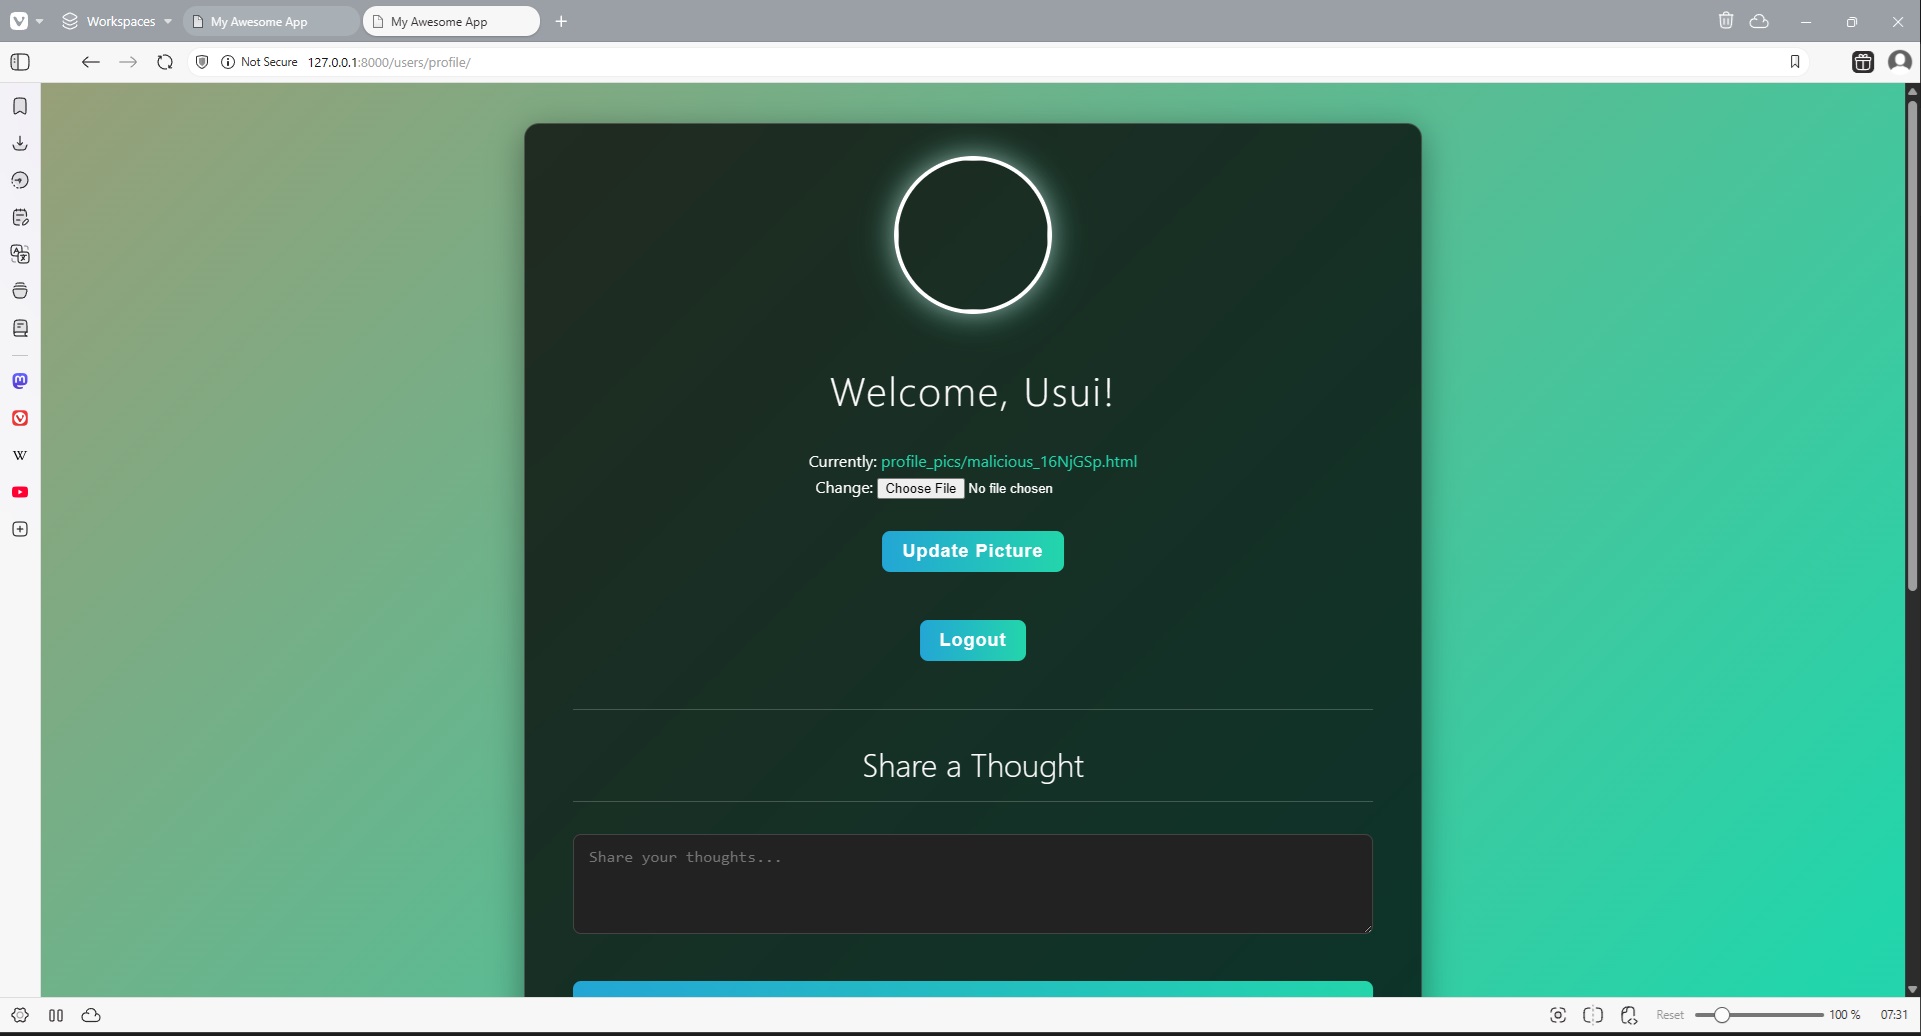 Workspaces
My Awesome App
My Awesome App
Not Secure 127.0.0.1:8000/users/profile/
Welcome, Usui!
Currently: profile_pics/malicious_16NjGSp.html
Change: Choose File No file chosen
Update Picture
Logout
Share a Thought
Share your thoughts...
Reset 100 % 07:31